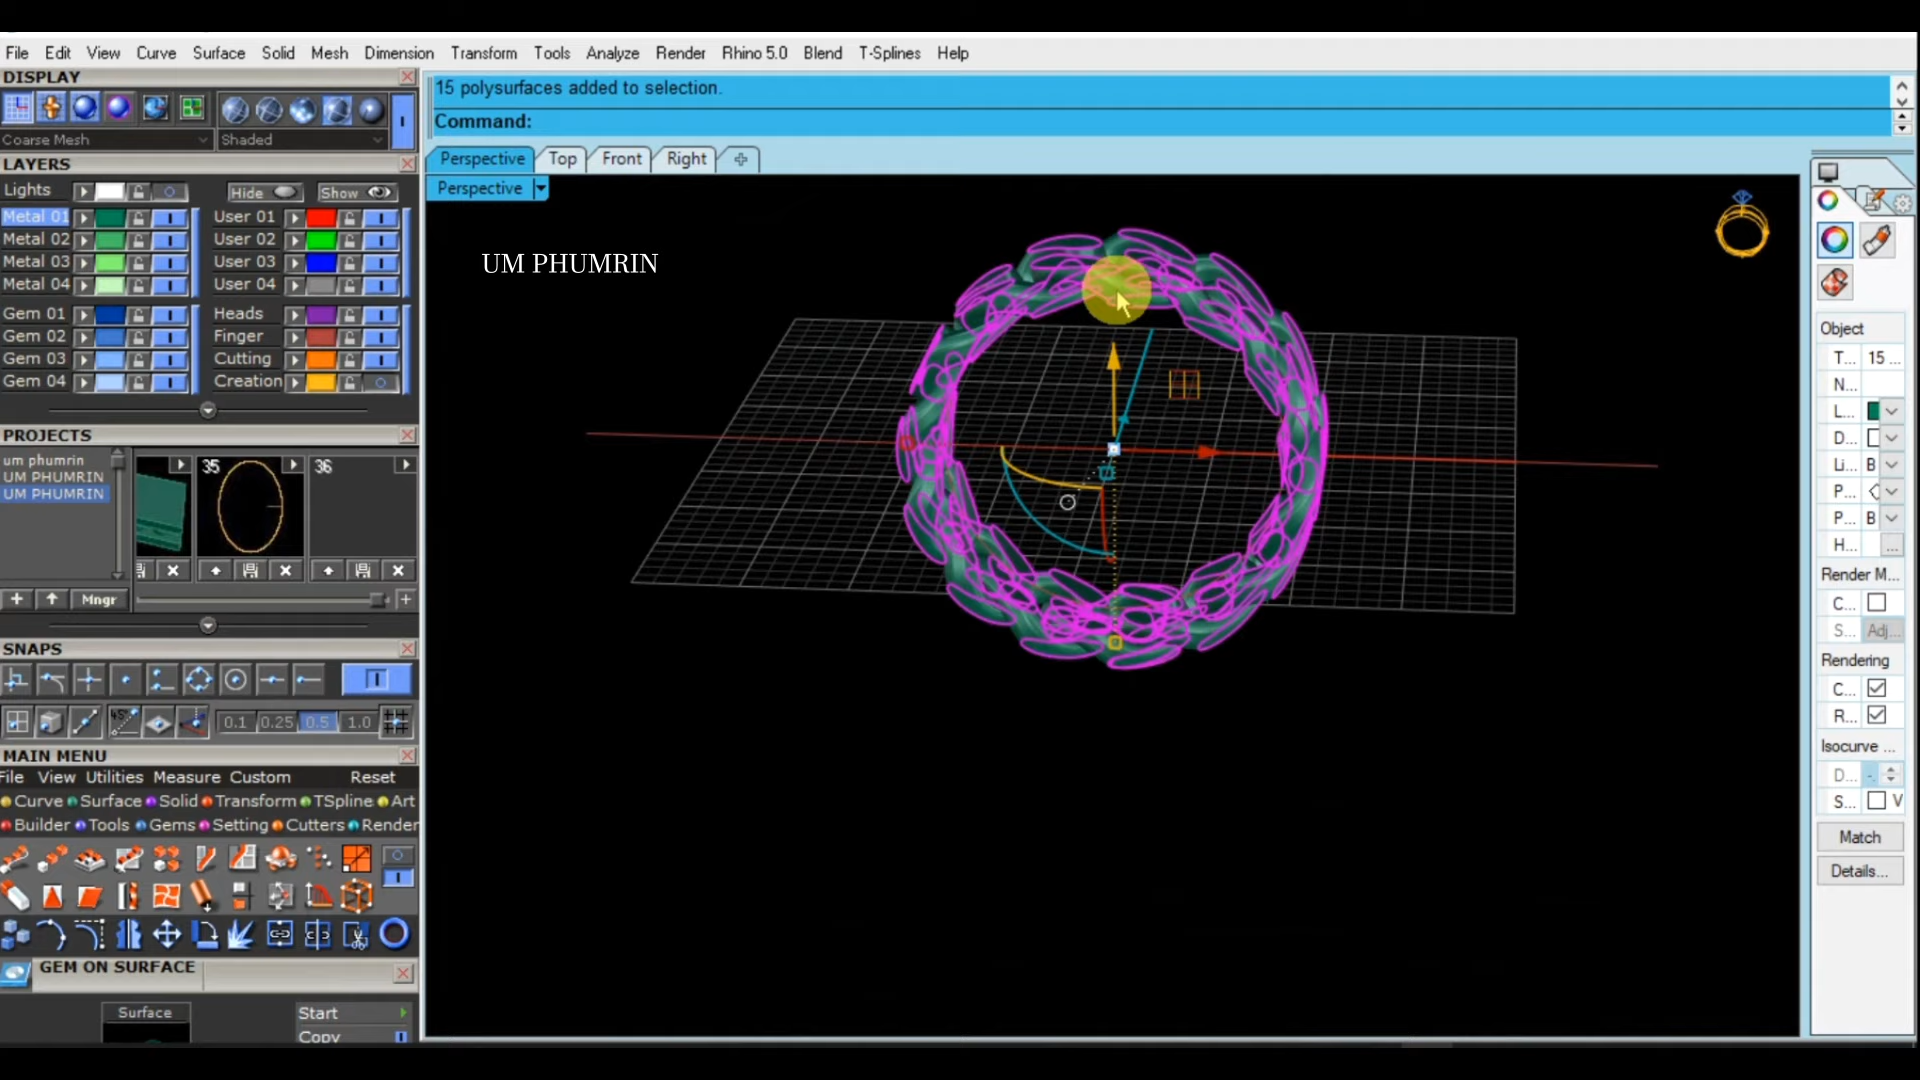 File Edit View Curve Surface Solid Mesh Dimension Transform Tools Analyze Render Rhino 5.0 Blend T-Splines Help
DISPLAY
Coarse Mesh
Shaded
LAYERS
Lights
Hide
Show
Metal 01
User 01
Metal 02
User 02
Metal 03
User 03
Metal 04
User 04
Gem 01
Heads
Gem 02
Finger
Gem 03
Cutting
Gem 04
Creation
PROJECTS
um phumrin
UM PHUMRIN
UM PHUMRIN
35
36
Mngr
SNAPS
0.1 0.25 0.5 1.0
MAIN MENU
File View Utilities Measure Custom Reset
Curve Surface Solid Transform TSpline Art
Builder Tools Gems Setting Cutters Render
GEM ON SURFACE
Surface
Start
Copy
15 polysurfaces added to selection.
Command:
Perspective Top Front Right
Perspective
UM PHUMRIN
Object
T... 15 ...
N...
L...
D...
Li... B
P...
P... B
H... ...
Render M...
C...
S... Adj...
Rendering
C...
R...
Isocurve ...
D...
S... V
Match
Details...